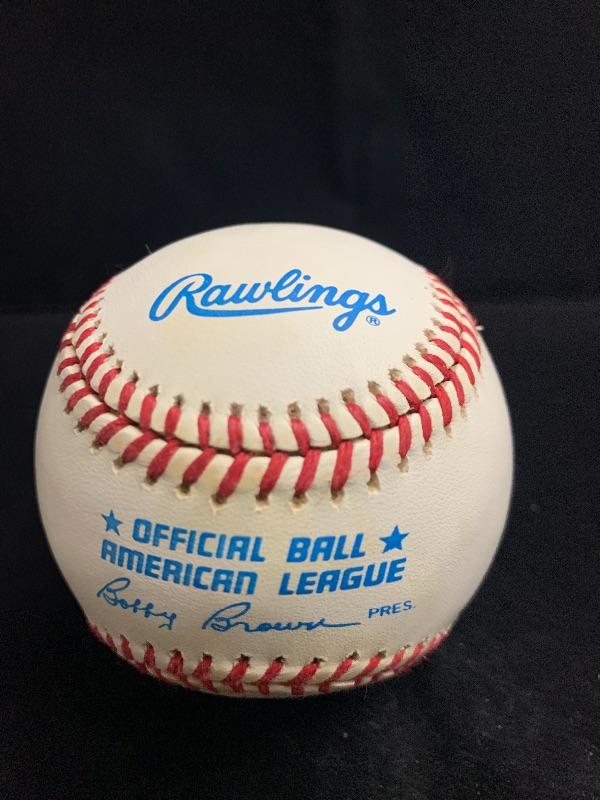 Rawlings®
★ OFFICIAL BALL ★
AMERICAN LEAGUE
Bobby Brown PRES.